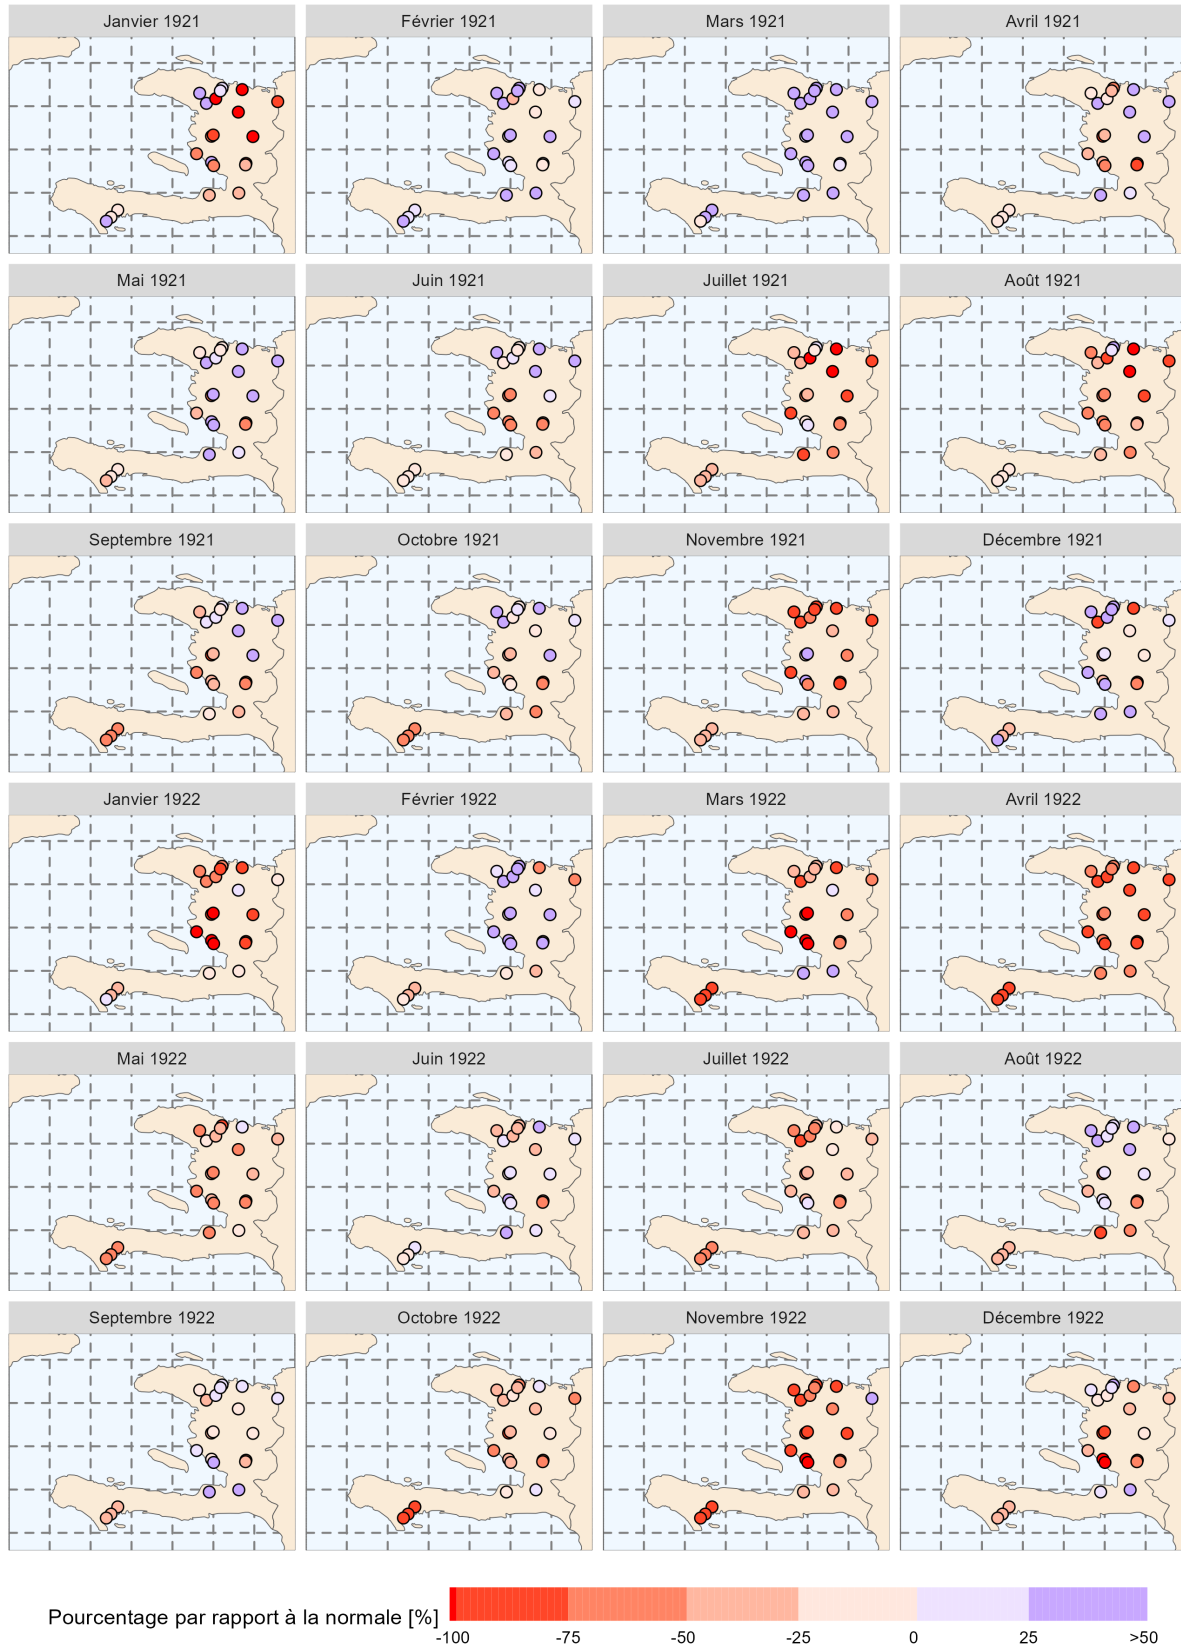 Janvier 1921
Février 1921
Mars 1921
Avril 1921
Mai 1921
Juin 1921
Juillet 1921
Août 1921
Septembre 1921
Octobre 1921
Novembre 1921
Décembre 1921
Janvier 1922
Février 1922
Mars 1922
Avril 1922
Mai 1922
Juin 1922
Juillet 1922
Août 1922
Septembre 1922
Octobre 1922
Novembre 1922
Décembre 1922
Pourcentage par rapport à la normale [%]
-100 -75 -50 -25 0 25 >50